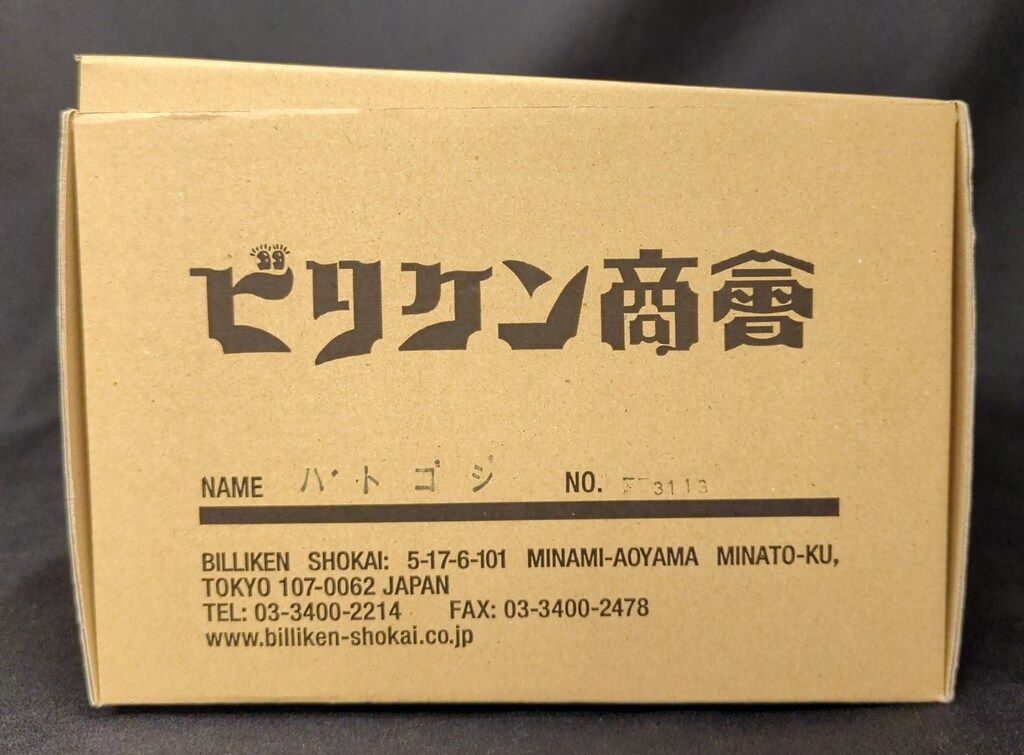 ビリケン商會
NAME バトゴジ NO.
BILLIKEN SHOKAI: 5-17-6-101 MINAMI-AOYAMA MINATO-KU,
TOKYO 107-0062 JAPAN
TEL: 03-3400-2214 FAX: 03-3400-2478
www.billiken-shokai.co.jp